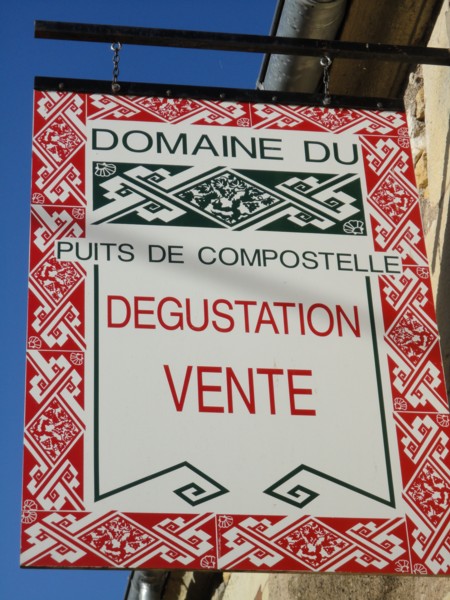 DOMAINE DU
PUITS DE COMPOSTELLE
DEGUSTATION
VENTE